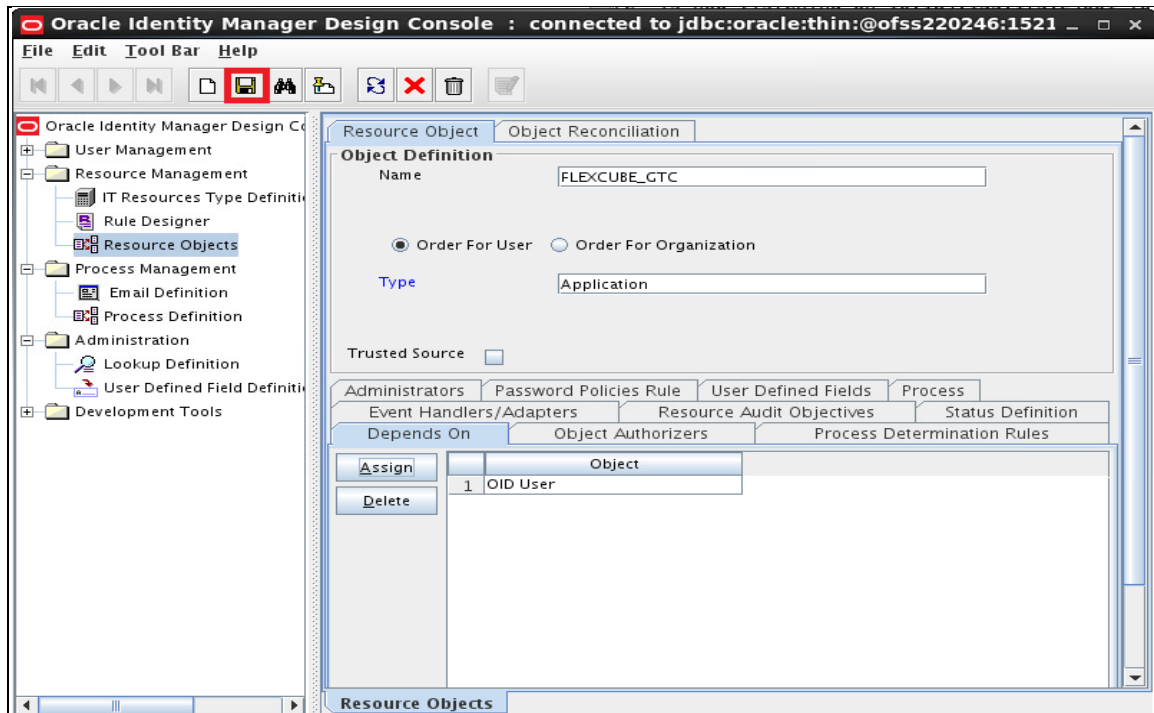 Oracle Identity Manager Design Console : connected to jdbc:oracle:thin:@ofss220246:1521
File Edit Tool Bar Help
Oracle Identity Manager Design Co
User Management
Resource Management
IT Resources Type Definiti
Rule Designer
Resource Objects
Process Management
Email Definition
Process Definition
Administration
Lookup Definition
User Defined Field Definiti
Development Tools
Resource Object Object Reconciliation
Object Definition
Name FLEXCUBE_GTC
Order For User Order For Organization
Type Application
Trusted Source
Administrators Password Policies Rule User Defined Fields Process
Event Handlers/Adapters Resource Audit Objectives Status Definition
Depends On Object Authorizers Process Determination Rules
Assign Object
1 OID User
Delete
Resource Objects